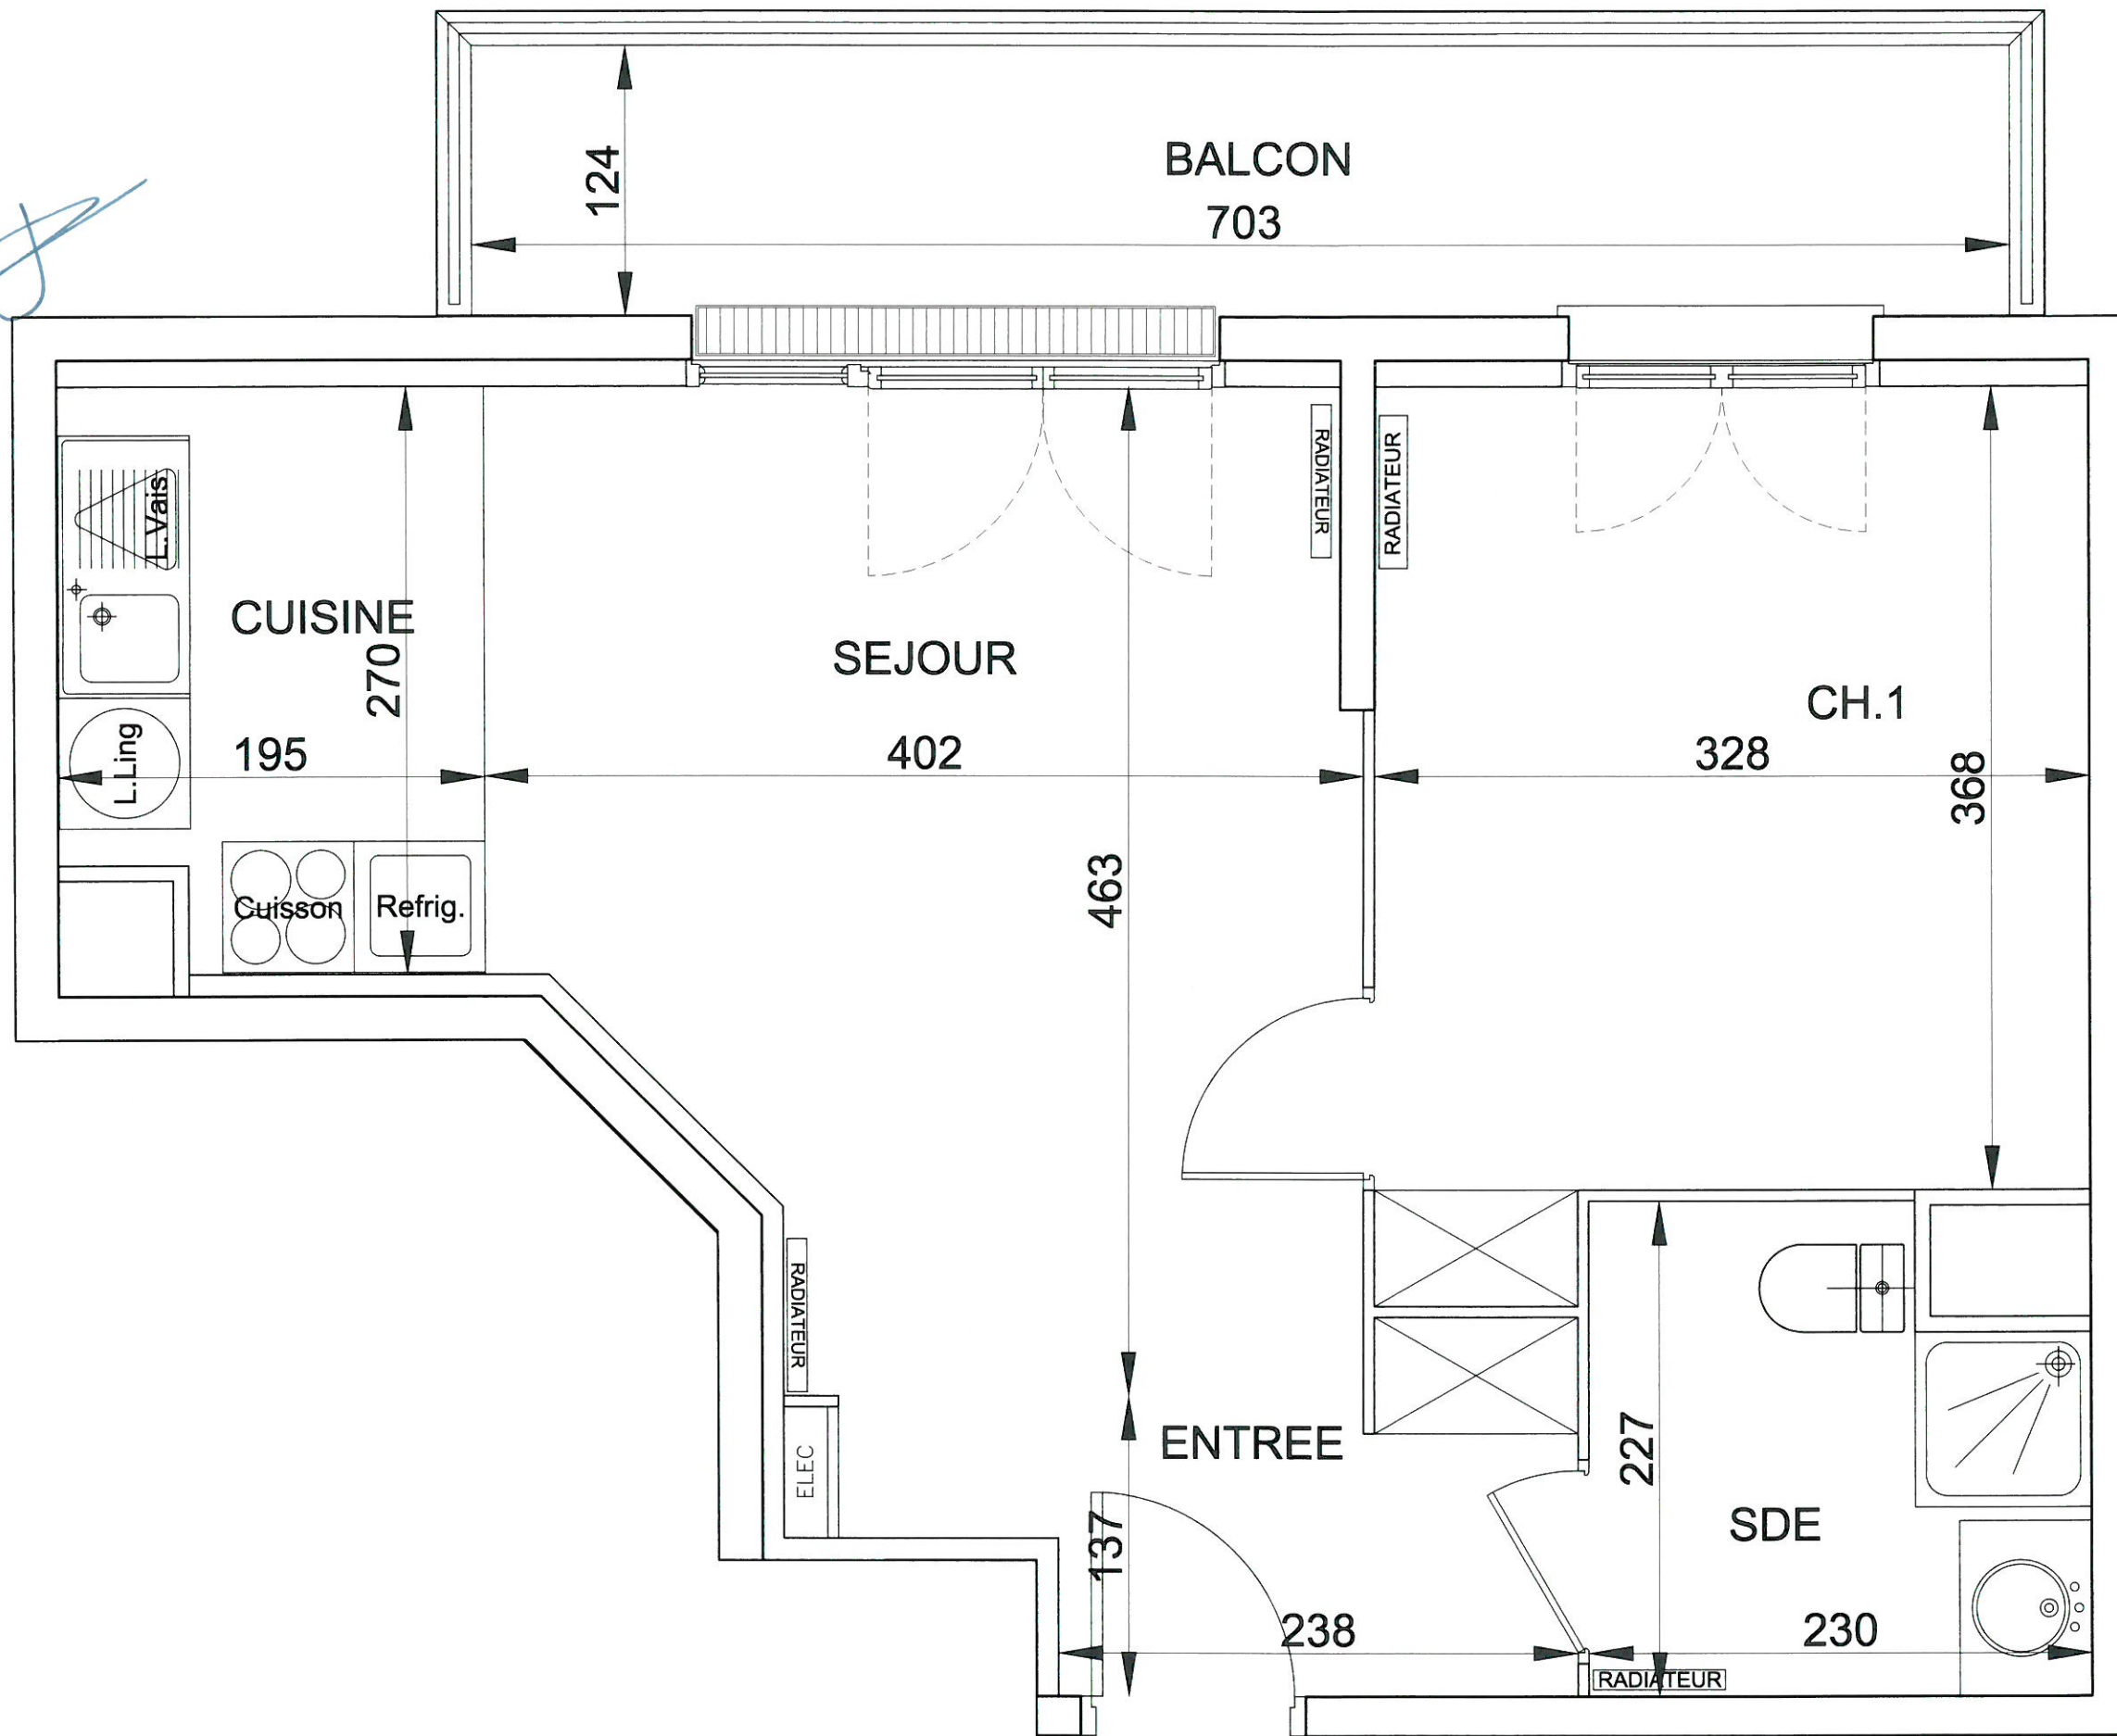 BALCON
703
124
L.Vais
CUISINE
270
195
L.Ling
Cuisson
Refrig.
SEJOUR
402
463
RADIATEUR
RADIATEUR
CH.1
328
368
RADIATEUR
ELEC
ENTREE
137
238
227
SDE
230
RADIATEUR